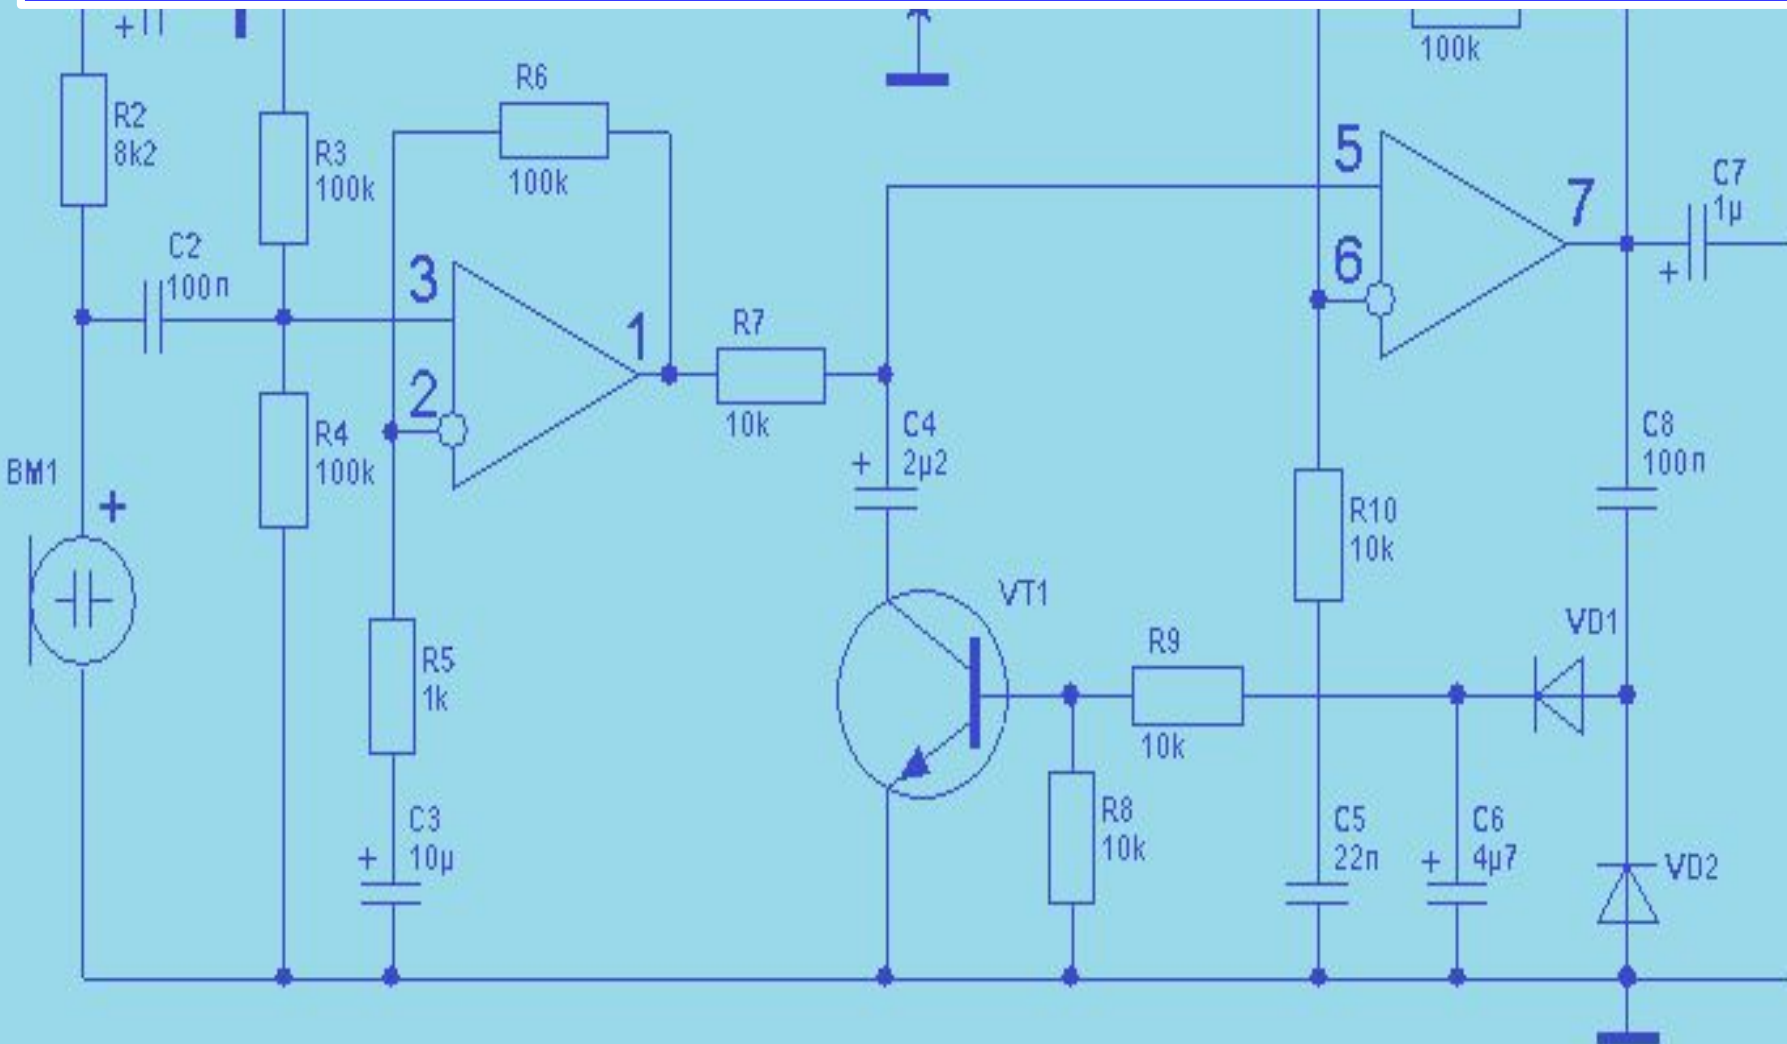 +
100k
R2
8k2
R6
100k
R3
100k
5
C7
1µ
+
7
C2
100n
3
6
1
R7
10k
2
C4
2µ2
+
R4
100k
C8
100n
BM1
+
R10
10k
VT1
VD1
R9
10k
R5
1k
C3
10µ
+
R8
10k
C5
22n
C6
4µ7
+
VD2